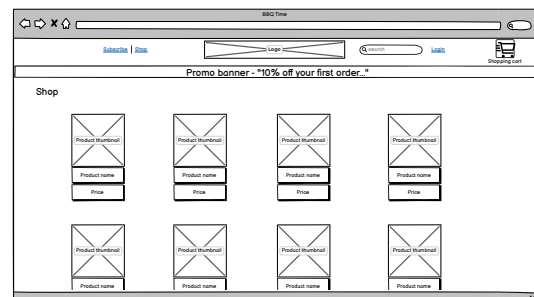 BBQ Time
Subscribe Shop Logo search Login
Shopping cart
Promo banner - "10% off your first order..."
Shop
Product thumbnail Product thumbnail Product thumbnail Product thumbnail
Product name Product name Product name Product name
Price Price Price Price
Product thumbnail Product thumbnail Product thumbnail Product thumbnail
Product name Product name Product name Product name